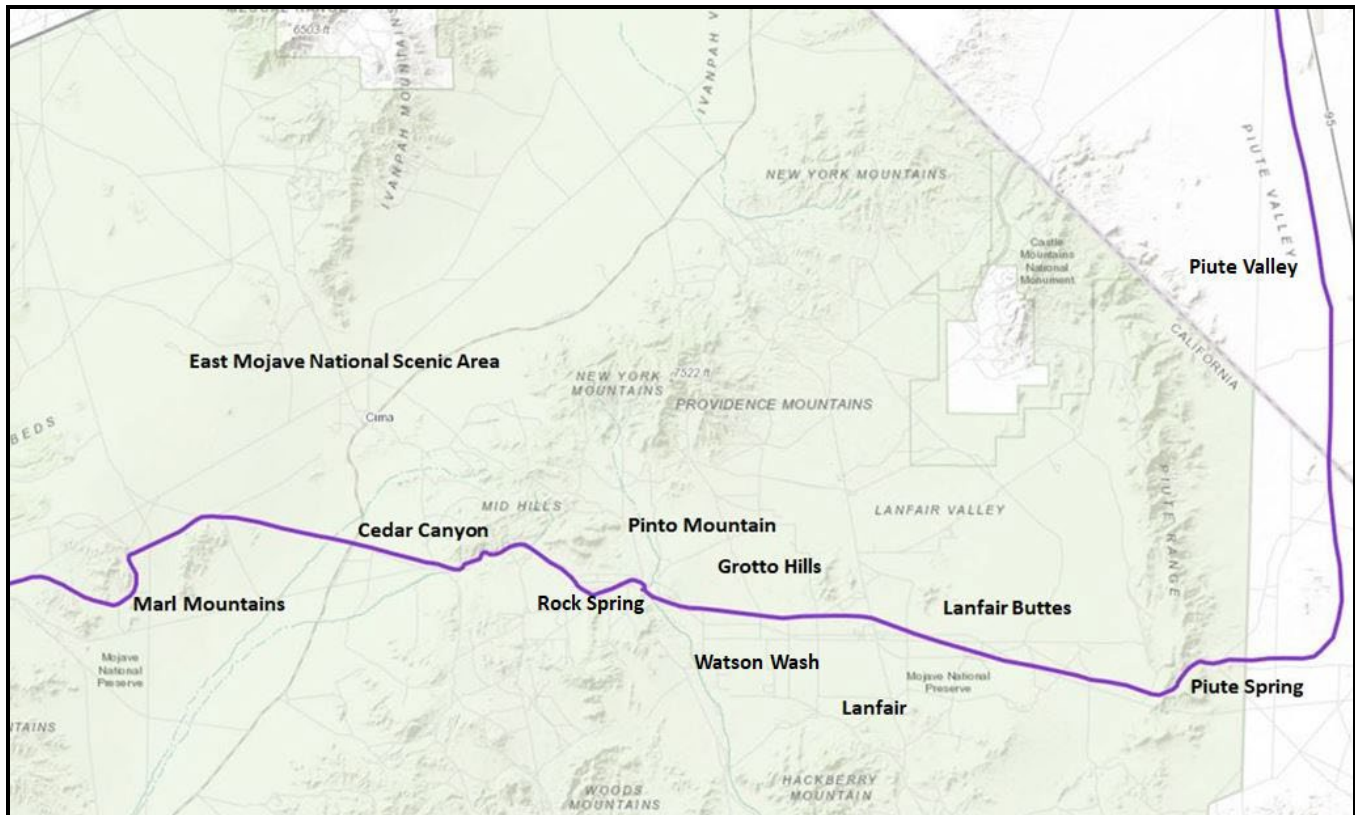 MESCAL RANGE
6503 ft
IVANPAH MOUNTAINS
IVANPAH V
95
PIUTE VALLEY
NEW YORK MOUNTAINS
Castle
Mountains
National
Monument
Piute Valley
CALIFORNIA
East Mojave National Scenic Area
NEW YORK
MOUNTAINS
7522 ft
PROVIDENCE MOUNTAINS
Cima
BEDS
MID HILLS
Cedar Canyon
Pinto Mountain
LANFAIR VALLEY
PIUTE RANGE
Grotto Hills
Marl Mountains
Rock Spring
Lanfair Buttes
Watson Wash
Mojave
National
Preserve
Mojave National
Preserve
Piute Spring
Lanfair
NTAINS
WOODS
MOUNTAINS
HACKBERRY
MOUNTAIN